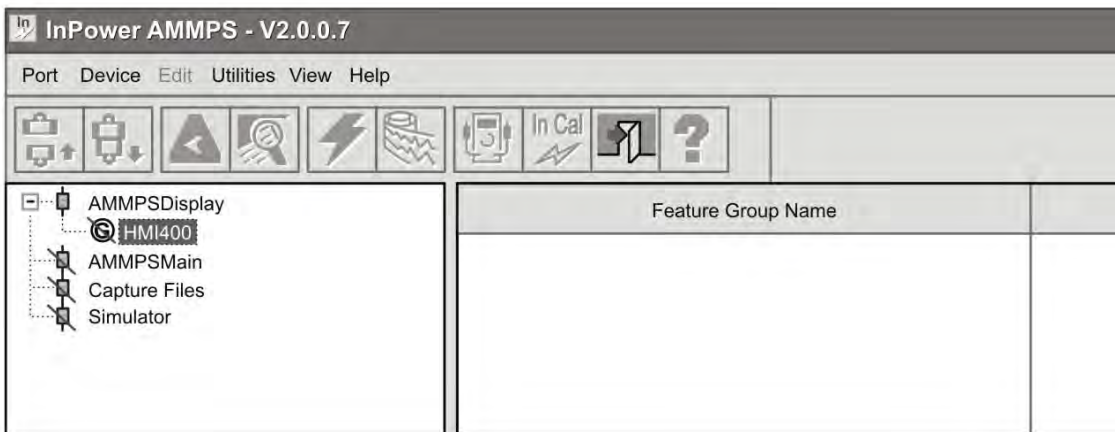 In
InPower AMMPS - V2.0.0.7
Port Device Edit Utilities View Help
In Cal
?
AMMPSDisplay
Feature Group Name
G HMI400
AMMPSMain
Capture Files
Simulator